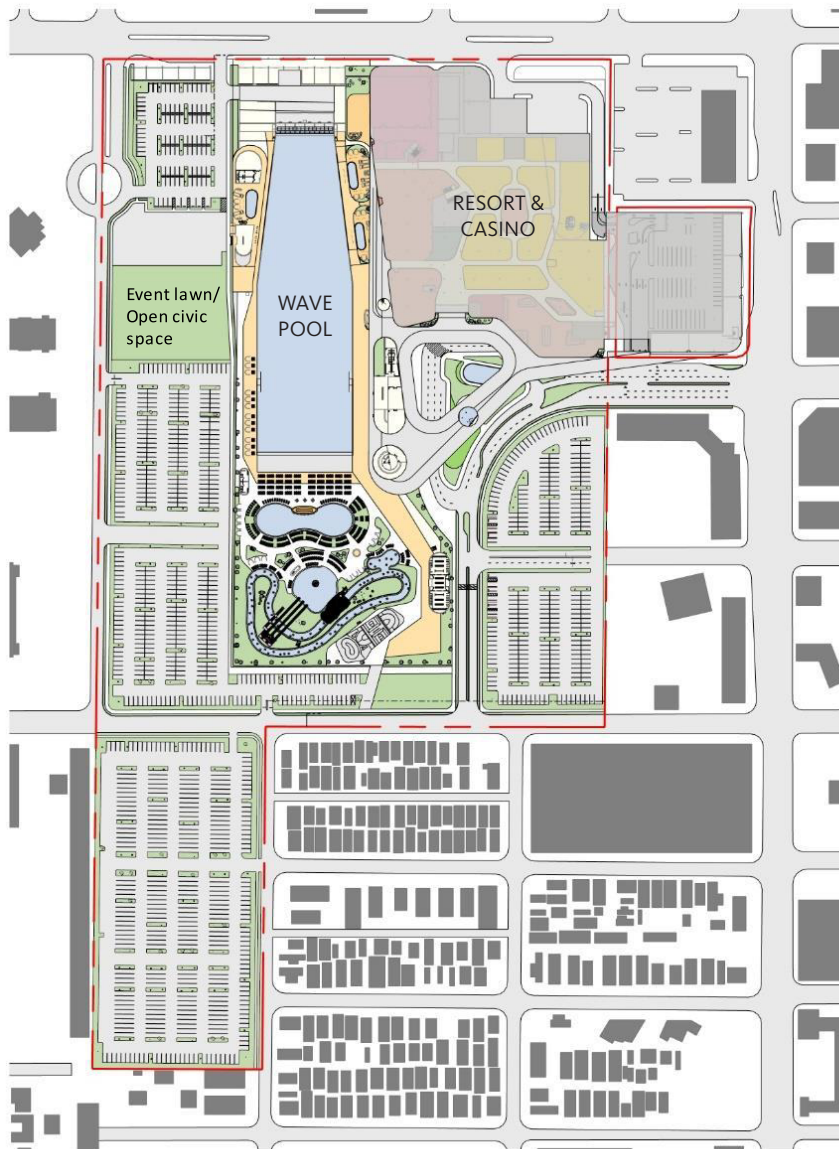 RESORT &
CASINO
Event lawn/
Open civic
space
WAVE
POOL